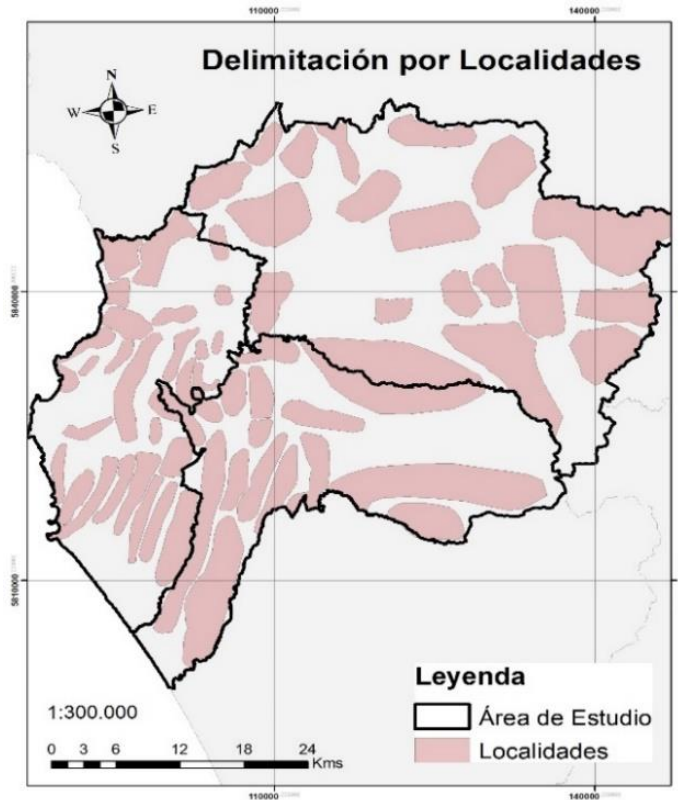 110000 140000
Delimitación por Localidades
N
W E
S
5840000
5810000
Leyenda
Área de Estudio
Localidades
1:300.000
0 3 6 12 18 24
Kms
110000 140000